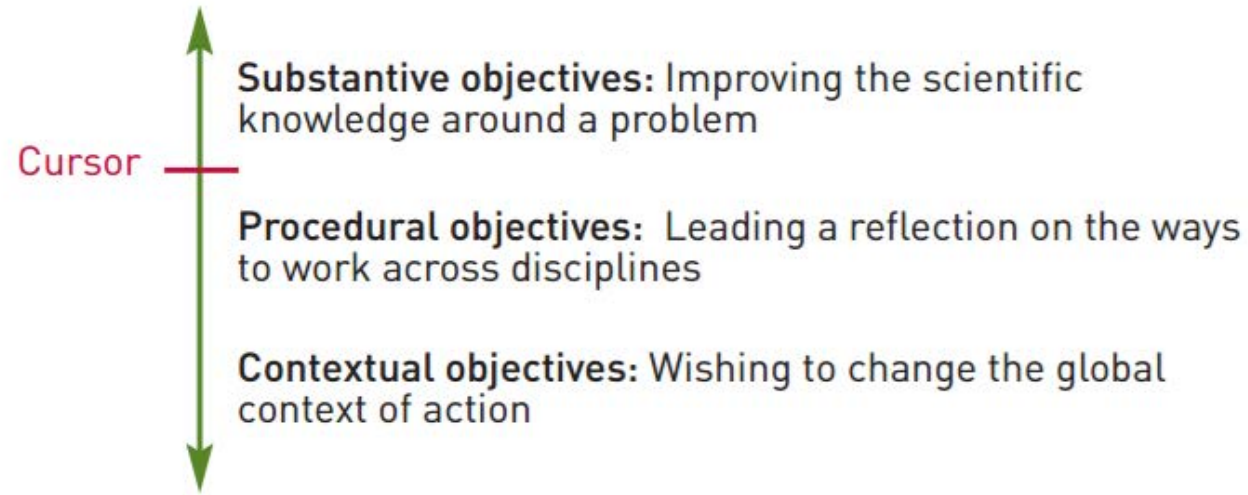 Substantive objectives: Improving the scientific
knowledge around a problem
Cursor
Procedural objectives: Leading a reflection on the ways
to work across disciplines
Contextual objectives: Wishing to change the global
context of action